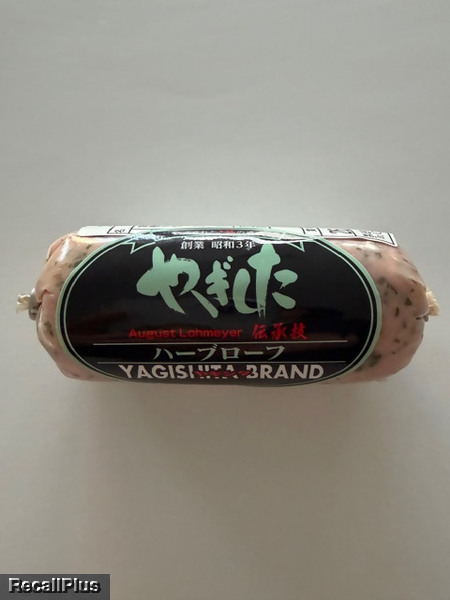 創業 昭和3年
やぎした
August Lohmeyer 伝承技
ハーブローフ
YAGISHITA BRAND
RecallPlus